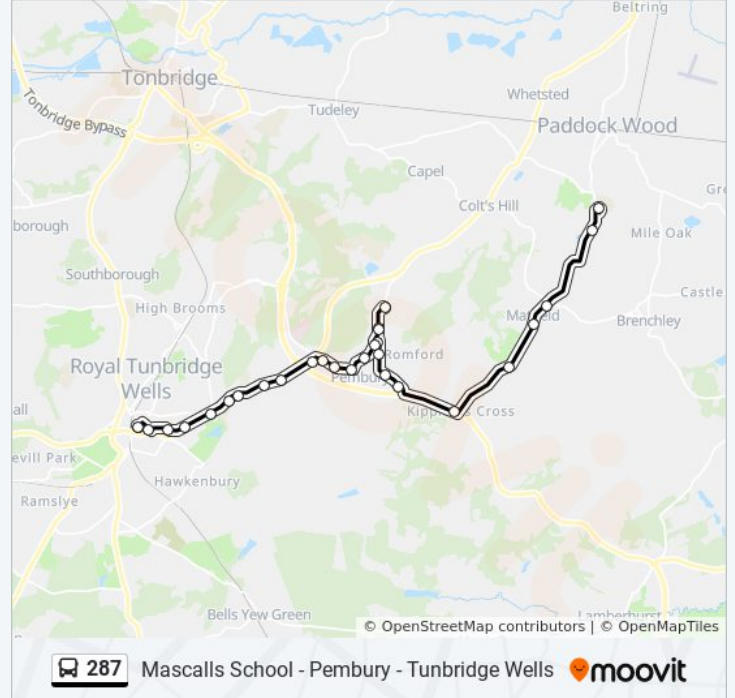 Beltring
Tonbridge
Whetsted
Tonbridge Bypass
Tudeley
Paddock Wood
Capel
Gre
borough
Colt's Hill
Mile Oak
Southborough
Castle
High Brooms
Matfield
Brenchley
Romford
Royal Tunbridge
Wells
Pembury
all
Kippings Cross
evill Park
Hawkenbury
Ramslye
Bells Yew Green
Lamberhurst
© OpenStreetMap contributors | © OpenMapTiles
287 Mascalls School - Pembury - Tunbridge Wells moovit